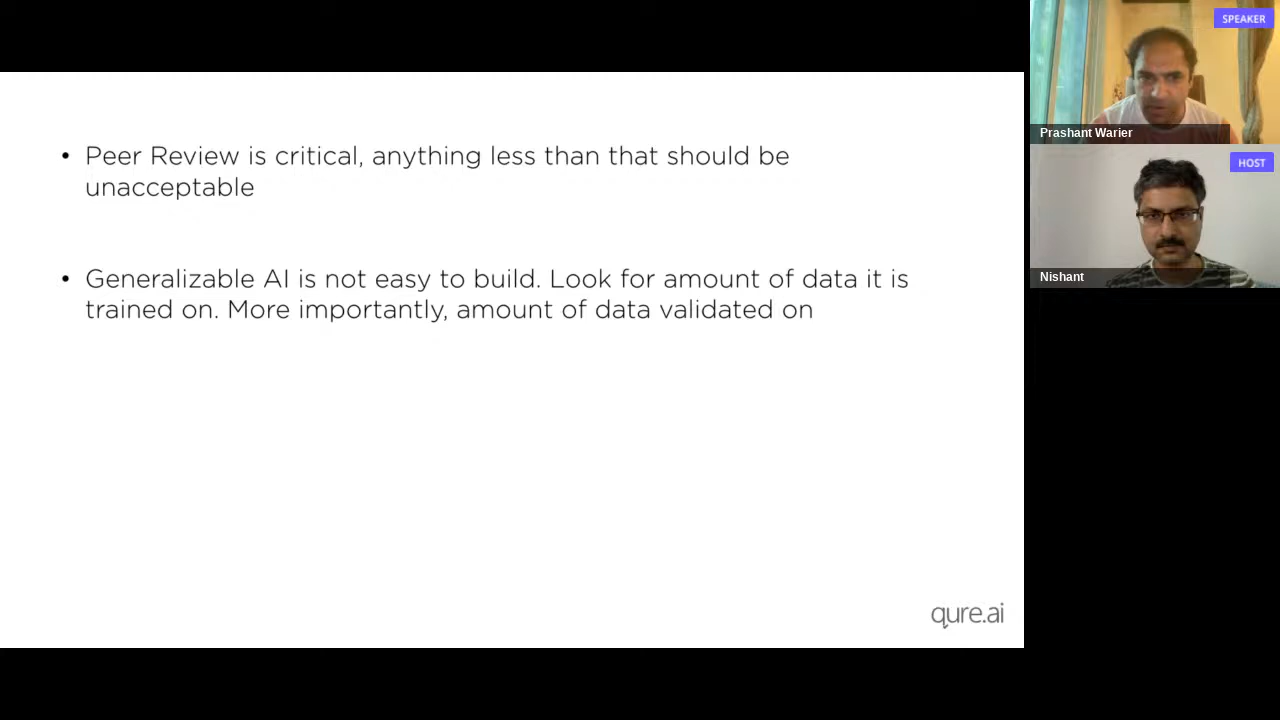 • Peer Review is critical, anything less than that should be
unacceptable
• Generalizable AI is not easy to build. Look for amount of data it is
trained on. More importantly, amount of data validated on
qure.ai
SPEAKER
Prashant Warier
HOST
Nishant